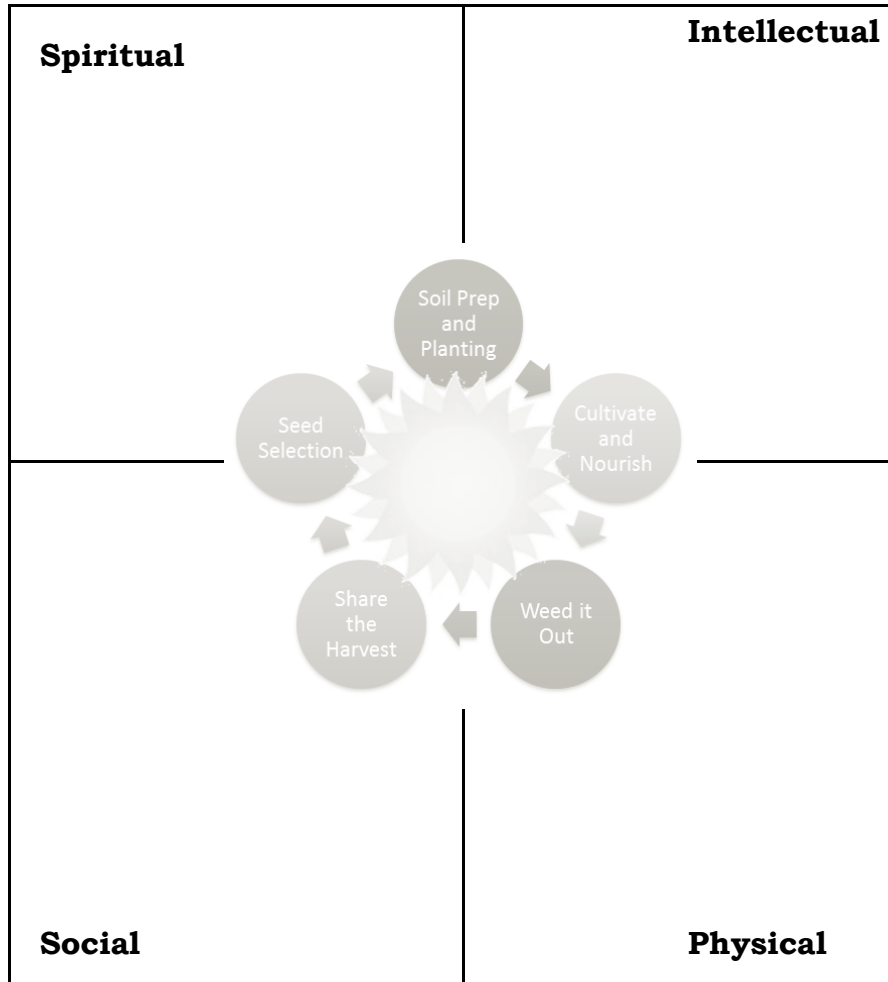 Spiritual
Intellectual
Soil Prep
and
Planting
Seed
Selection
Cultivate
and
Nourish
Share
the
Harvest
Weed it
Out
Social
Physical